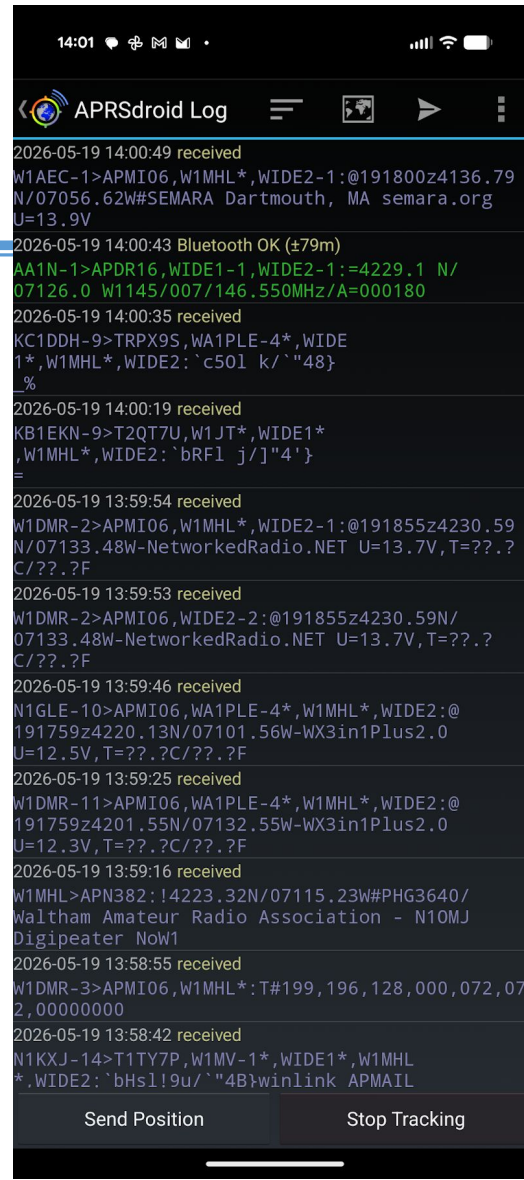 14:01
APRSdroid Log
2026-05-19 14:00:49 received
W1AEC-1>APMI06,W1MHL*,WIDE2-1:@191800z4136.79
N/07056.62W#SEMARA Dartmouth, MA semara.org
U=13.9V
2026-05-19 14:00:43 Bluetooth OK (±79m)
AA1N-1>APDR16,WIDE1-1,WIDE2-1:=4229.1 N/
07126.0 W1145/007/146.550MHz/A=000180
2026-05-19 14:00:35 received
KC1DDH-9>TRPX9S,WA1PLE-4*,WIDE
1*,W1MHL*,WIDE2:`c5Ol k/`"48}
_%
2026-05-19 14:00:19 received
KB1EKN-9>T2QT7U,W1JT*,WIDE1*
,W1MHL*,WIDE2:`bRFl j/]"4'}
=
2026-05-19 13:59:54 received
W1DMR-2>APMI06,W1MHL*,WIDE2-1:@191855z4230.59
N/07133.48W-NetworkedRadio.NET U=13.7V,T=??.?
C/??.?F
2026-05-19 13:59:53 received
W1DMR-2>APMI06,WIDE2-2:@191855z4230.59N/
07133.48W-NetworkedRadio.NET U=13.7V,T=??.?
C/??.?F
2026-05-19 13:59:46 received
N1GLE-10>APMI06,WA1PLE-4*,W1MHL*,WIDE2:@
191759z4220.13N/07101.56W-WX3in1Plus2.0
U=12.5V,T=??.?C/??.?F
2026-05-19 13:59:25 received
W1DMR-11>APMI06,WA1PLE-4*,W1MHL*,WIDE2:@
191759z4201.55N/07132.55W-WX3in1Plus2.0
U=12.3V,T=??.?C/??.?F
2026-05-19 13:59:16 received
W1MHL>APN382:!4223.32N/07115.23W#PHG3640/
Waltham Amateur Radio Association - N1OMJ
Digipeater NoW1
2026-05-19 13:58:55 received
W1DMR-3>APMI06,W1MHL*:T#199,196,128,000,072,07
2,00000000
2026-05-19 13:58:42 received
N1KXJ-14>T1TY7P,W1MV-1*,WIDE1*,W1MHL
*,WIDE2:`bHsl!9u/`"4B}winlink APMAIL
Send Position
Stop Tracking